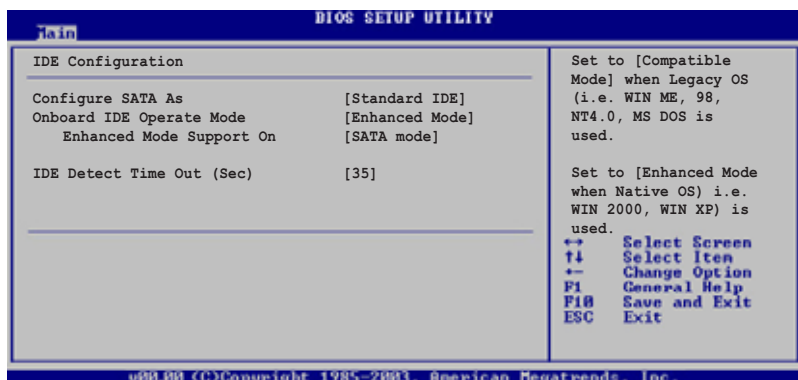 BIOS SETUP UTILITY
Main
IDE Configuration
Configure SATA As [Standard IDE]
Onboard IDE Operate Mode [Enhanced Mode]
Enhanced Mode Support On [SATA mode]
IDE Detect Time Out (Sec) [35]
Set to [Compatible
Mode] when Legacy OS
(i.e. WIN ME, 98,
NT4.0, MS DOS is
used.
Set to [Enhanced Mode
when Native OS) i.e.
WIN 2000, WIN XP) is
used.
↔ Select Screen
↑↓ Select Item
+- Change Option
F1 General Help
F10 Save and Exit
ESC Exit
v00.00 (C)Copyright 1985-2003, American Megatrends, Inc.